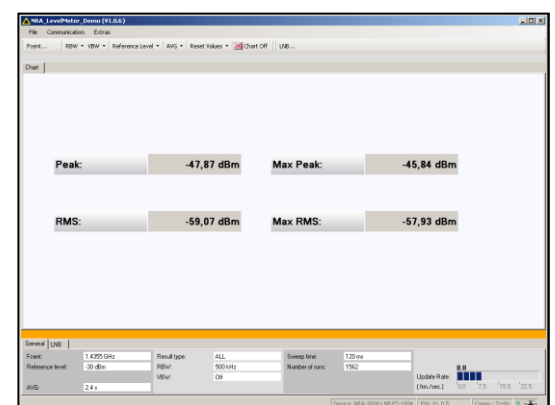 NRA_LevelMeter_Demo (V1.0.6)
File Communication Extras
Fcent... RBW VBW Reference Level AVG Reset Values Chart Off LNB...
Chart
Peak: -47,87 dBm Max Peak: -45,84 dBm
RMS: -59,07 dBm Max RMS: -57,93 dBm
General LNB
Fcent: 1.4355 GHz Result type: ALL Sweep time: 120 ms
Reference level: -30 dBm RBW: 500 kHz Number of runs: 1562
VBW: Off
8.0
Update Rate:
AVG: 2.4 s (fm./sec.) 0.0 7.5 15.0 22.5